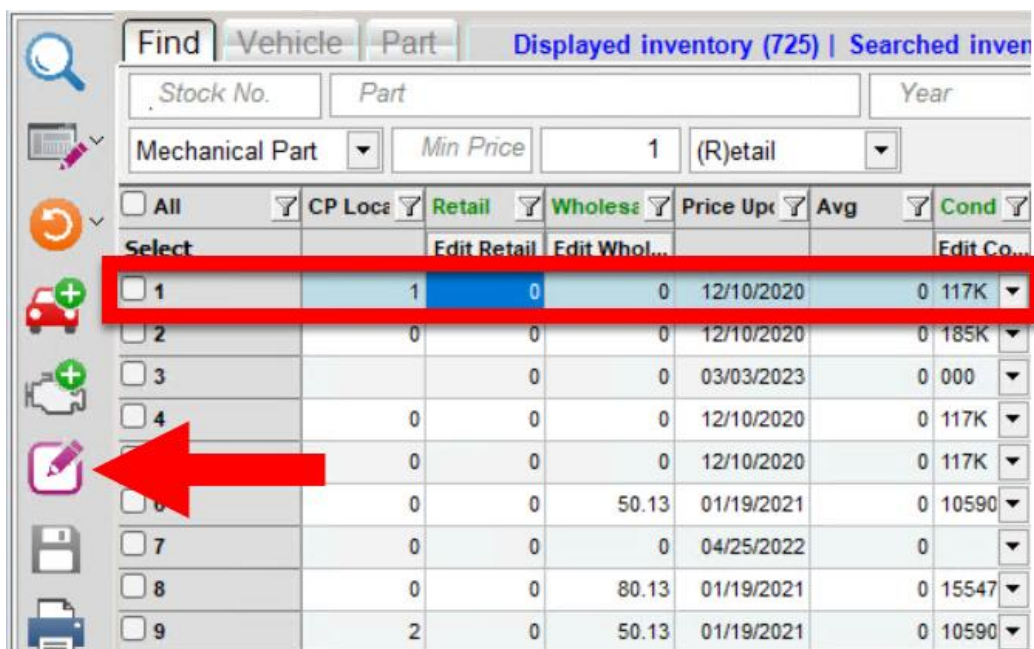 Find Vehicle Part Displayed inventory (725) | Searched inven
Stock No. Part Year
Mechanical Part Min Price 1 (R)etail
All CP Loca Retail Wholesa Price Upd Avg Cond
Select Edit Retail Edit Whol... Edit Co...
1 1 0 0 12/10/2020 0 117K
2 0 0 0 12/10/2020 0 185K
3 0 0 03/03/2023 0 000
4 0 0 0 12/10/2020 0 117K
0 0 0 12/10/2020 0 117K
6 0 0 50.13 01/19/2021 0 10590
7 0 0 0 04/25/2022 0
8 0 0 80.13 01/19/2021 0 15547
9 2 0 50.13 01/19/2021 0 10590